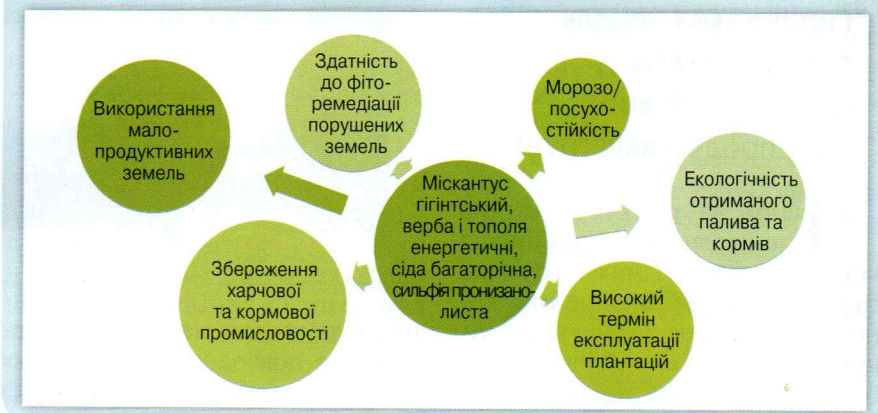 Використання
мало-
продуктивних
земель
Здатність
до фіто-
ремедіації
порушених
земель
Морозо/
посухо-
стійкість
Міскантус
гігінтський,
верба і тополя
енергетичні,
сіда багаторічна,
сильфія пронизано-
листа
Екологічність
отриманого
палива та
кормів
Збереження
харчової
та кормової
промисловості
Високий
термін
експлуатації
плантацій
6